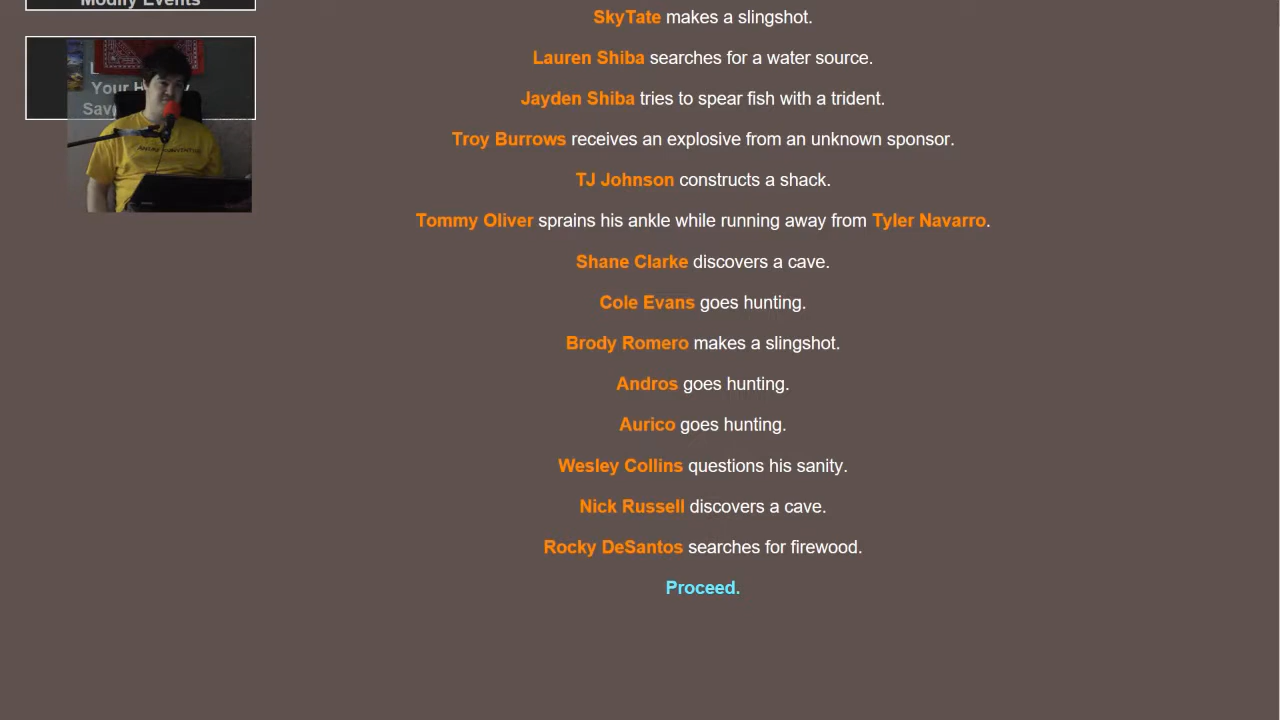 Modify Events
Your H
Sav
SkyTate makes a slingshot.
Lauren Shiba searches for a water source.
Jayden Shiba tries to spear fish with a trident.
Troy Burrows receives an explosive from an unknown sponsor.
TJ Johnson constructs a shack.
Tommy Oliver sprains his ankle while running away from Tyler Navarro.
Shane Clarke discovers a cave.
Cole Evans goes hunting.
Brody Romero makes a slingshot.
Andros goes hunting.
Aurico goes hunting.
Wesley Collins questions his sanity.
Nick Russell discovers a cave.
Rocky DeSantos searches for firewood.
Proceed.